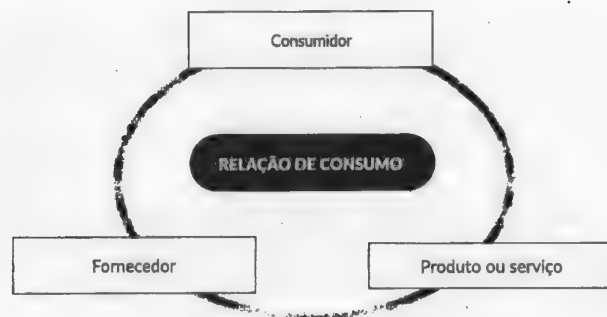 Consumidor
RELAÇÃO DE CONSUMO
Fornecedor
Produto ou serviço